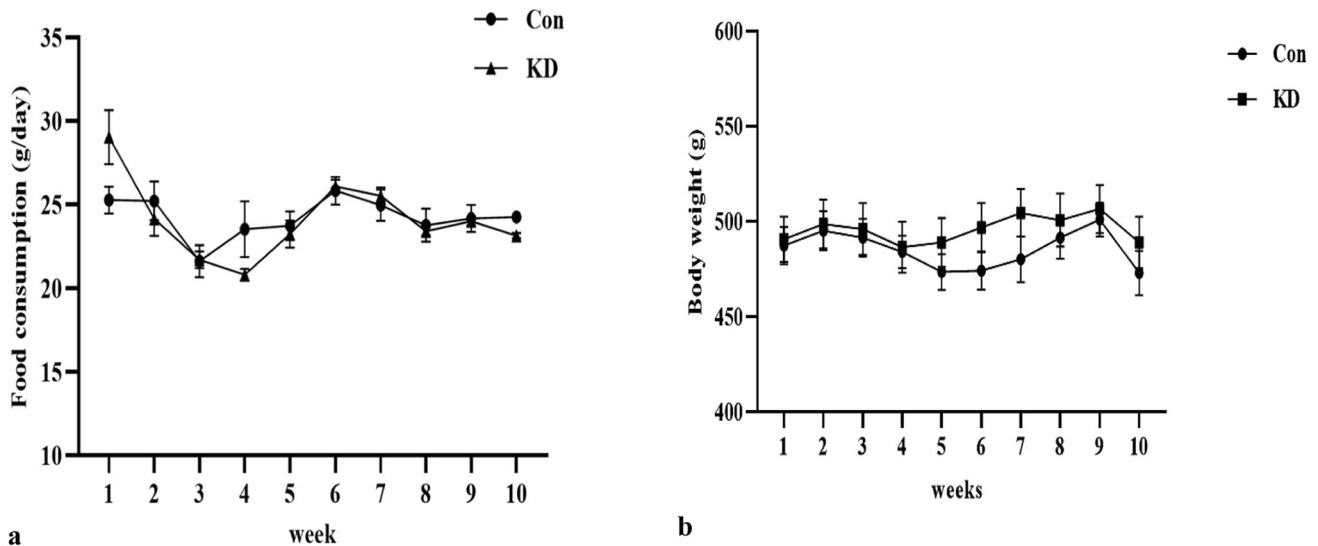 Con
KD
Food consumption (g/day)
35
30
25
20
15
10
1 2 3 4 5 6 7 8 9 10
week
a
Con
KD
Body weight (g)
600
550
500
450
400
1 2 3 4 5 6 7 8 9 10
weeks
b